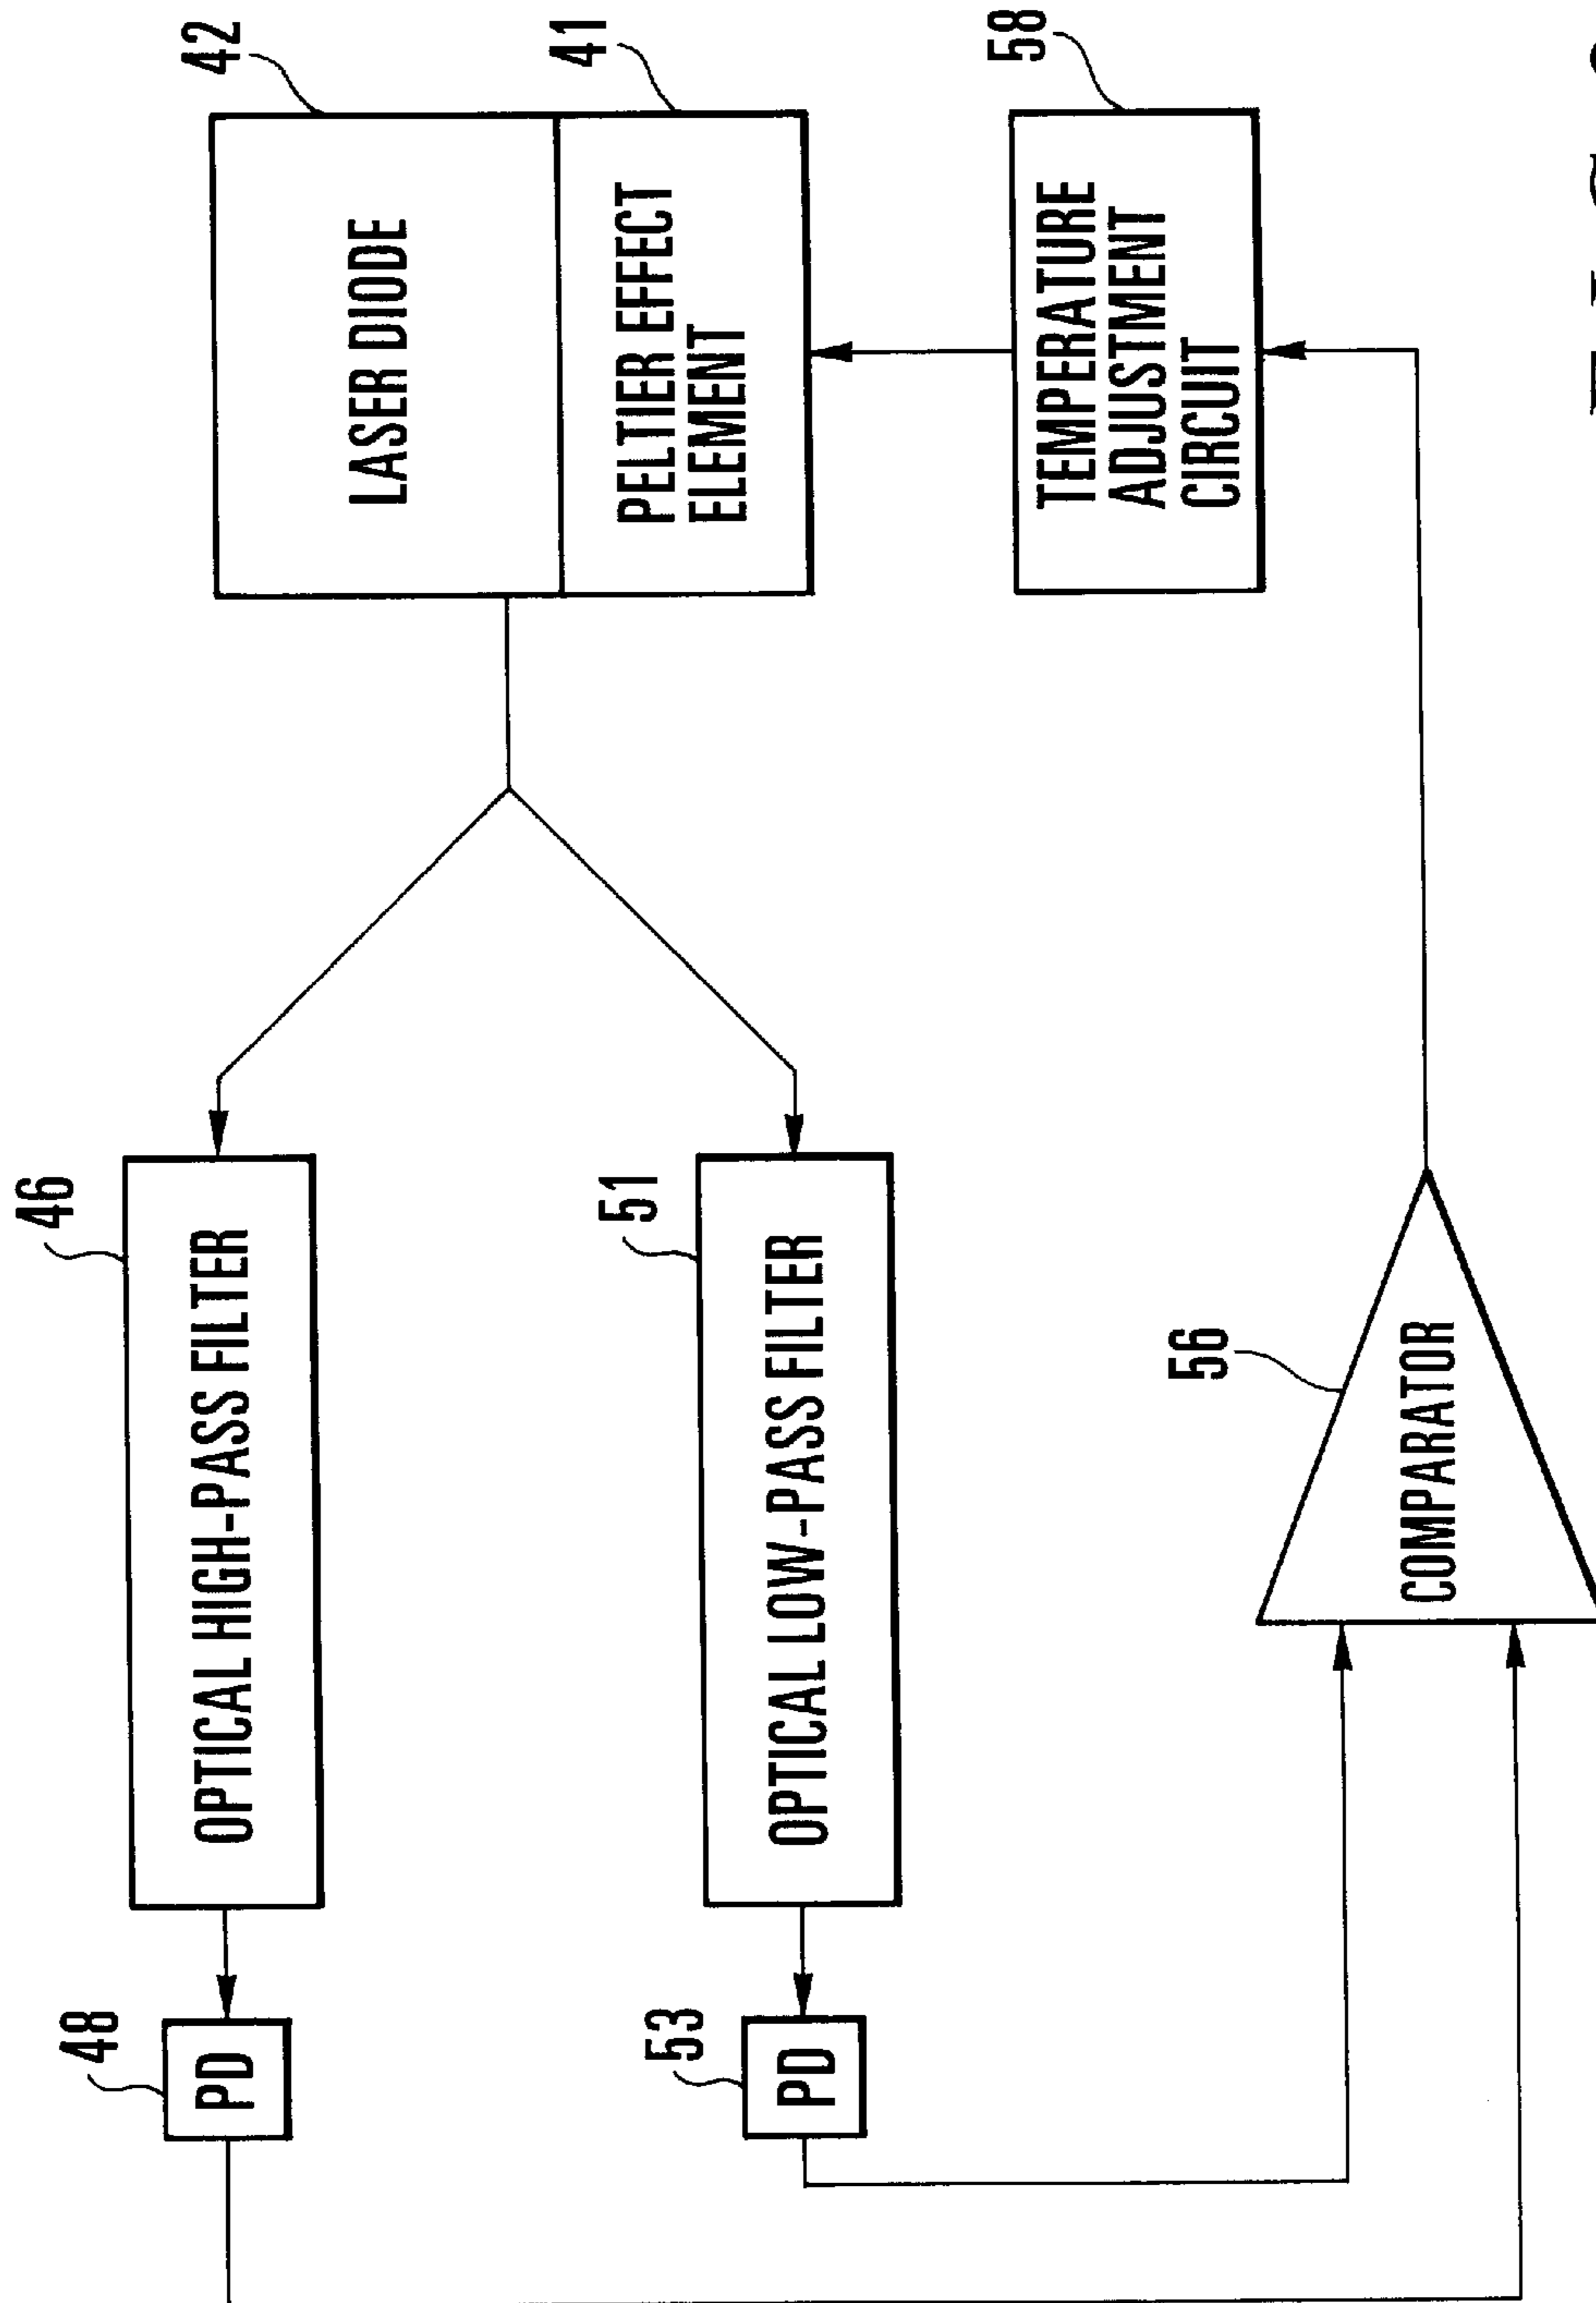 42
LASER DIODE
41
PELTIER EFFECT
ELEMENT
58
TEMPERATURE
ADJUSTMENT
CIRCUIT
46
OPTICAL HIGH-PASS FILTER
51
OPTICAL LOW-PASS FILTER
56
COMPARATOR
48
PD
53
PD